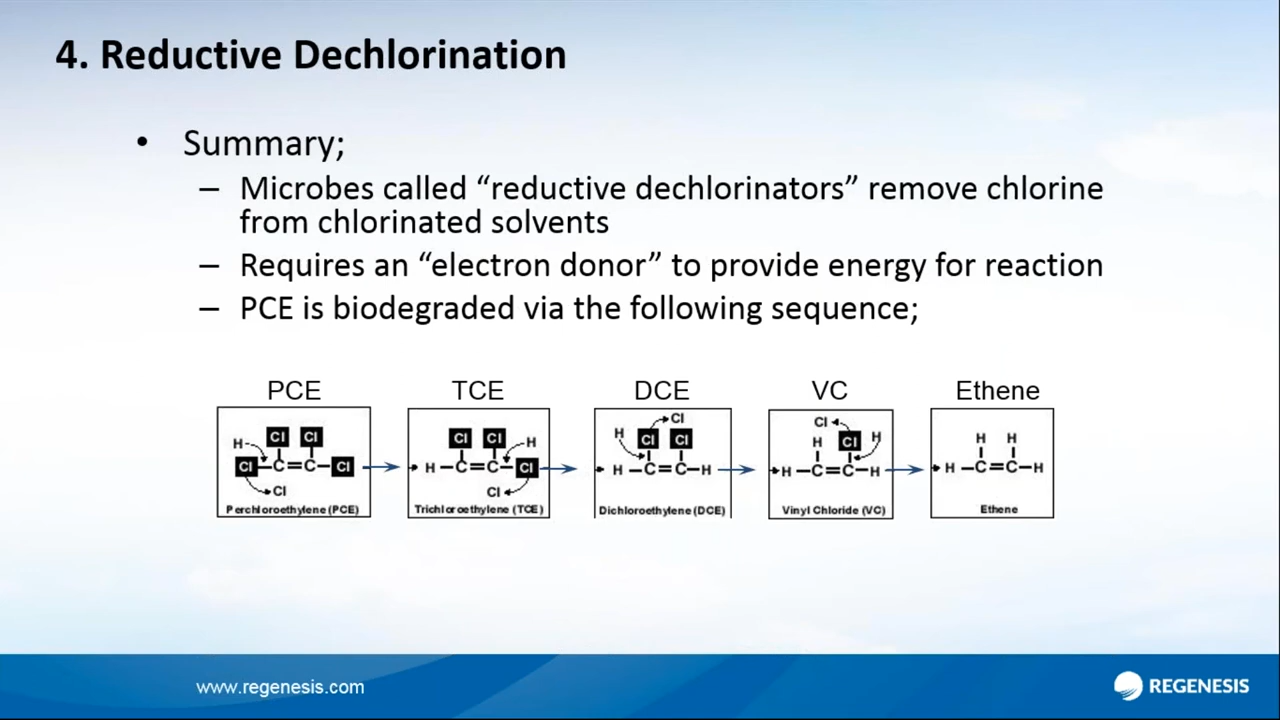 4. Reductive Dechlorination
• Summary;
– Microbes called “reductive dechlorinators” remove chlorine
from chlorinated solvents
– Requires an “electron donor” to provide energy for reaction
– PCE is biodegraded via the following sequence;
PCE TCE DCE VC Ethene
H Cl Cl
Cl C=C Cl
Cl
Perchloroethylene (PCE)
Cl Cl H
H C=C Cl
Cl
Trichloroethylene (TCE)
Cl
H Cl Cl
H C=C H
Dichloroethylene (DCE)
Cl
H Cl H
H C=C H
Vinyl Chloride (VC)
H H
H C=C H
Ethene
www.regenesis.com
REGENESIS